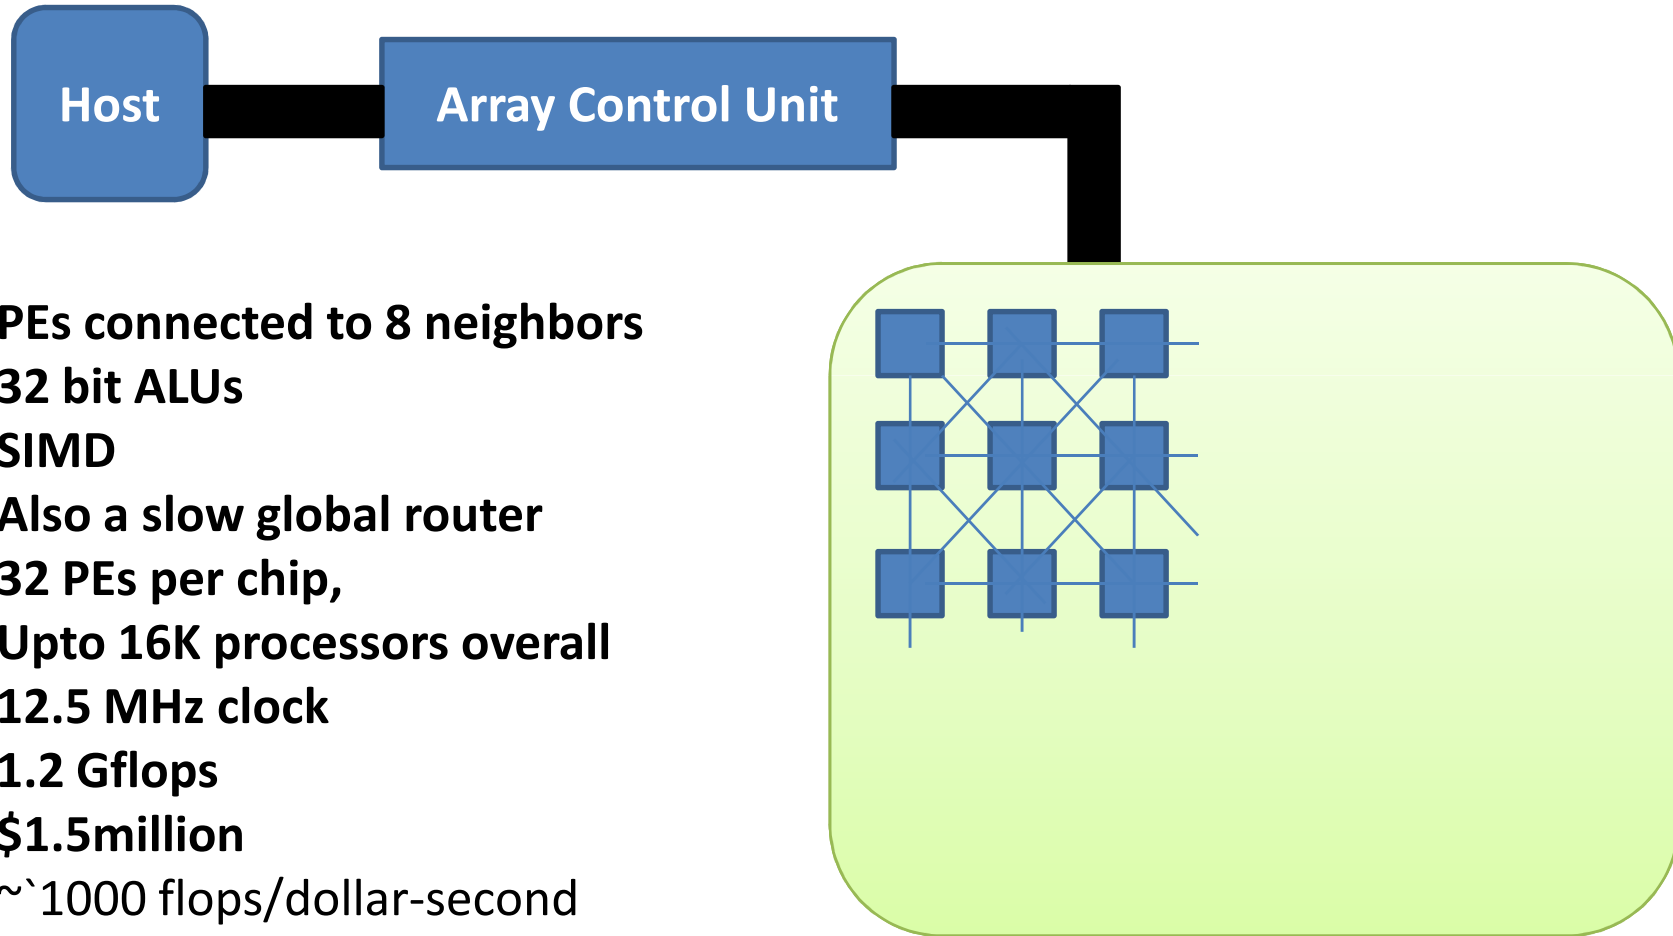 Host
Array Control Unit
PEs connected to 8 neighbors
32 bit ALUs
SIMD
Also a slow global router
32 PEs per chip,
Upto 16K processors overall
12.5 MHz clock
1.2 Gflops
$1.5million
~`1000 flops/dollar-second